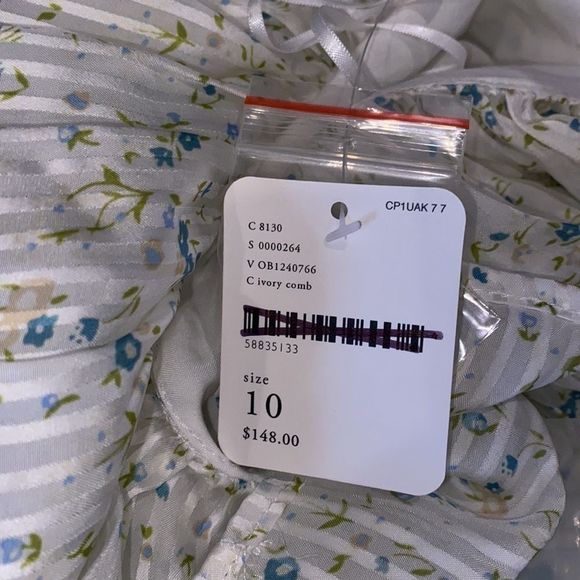 CP1UAK 7 7
C 8130
S 0000264
V OB1240766
C ivory comb
58835133
size
10
$148.00